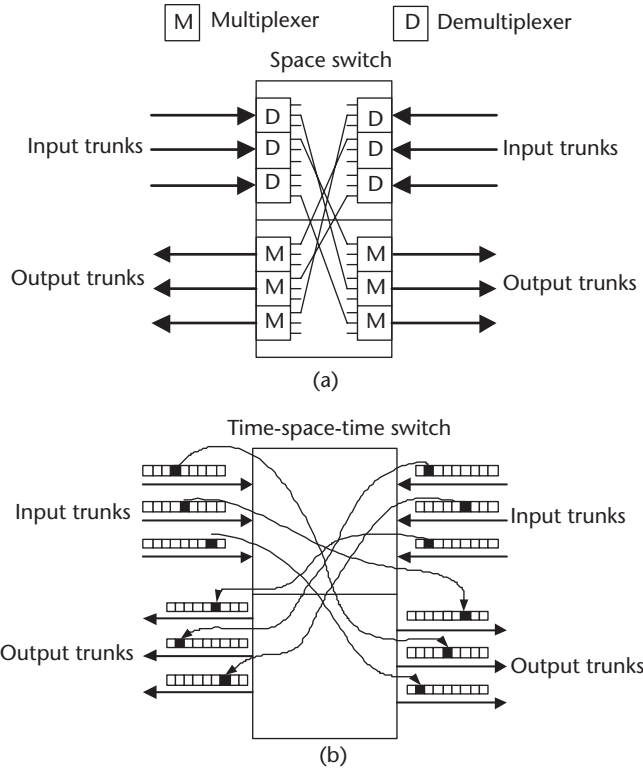 M Multiplexer D Demultiplexer
Space switch
D D
Input trunks D D Input trunks
D D
M M
Output trunks M M Output trunks
M M
(a)
Time-space-time switch
Input trunks Input trunks
Output trunks Output trunks
(b)